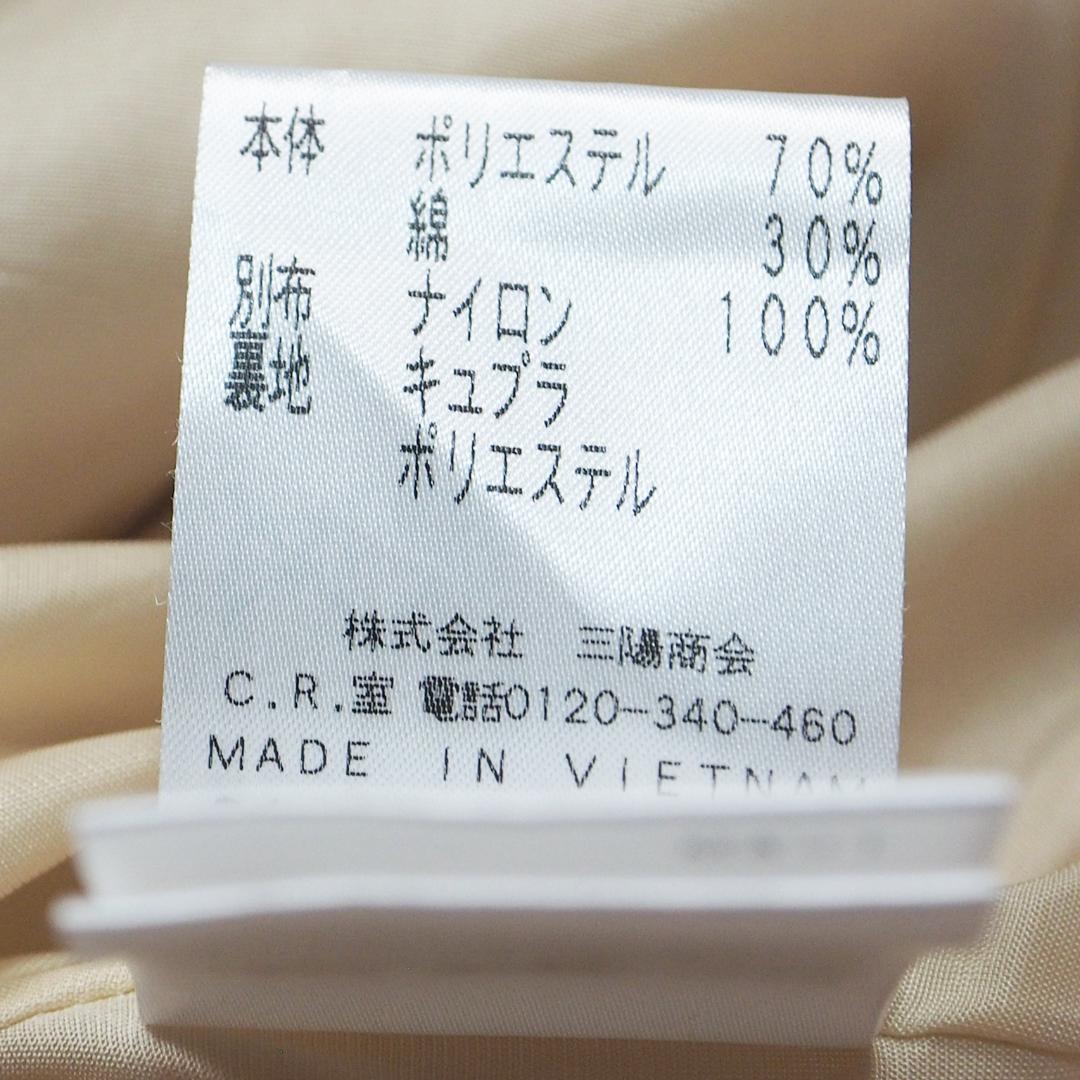 本体 ポリエステル 70%
綿 30%
別布 ナイロン 100%
裏地 キュプラ
ポリエステル
株式会社 三陽商会
C.R.室 電話0120-340-460
MADE IN VIETNAM